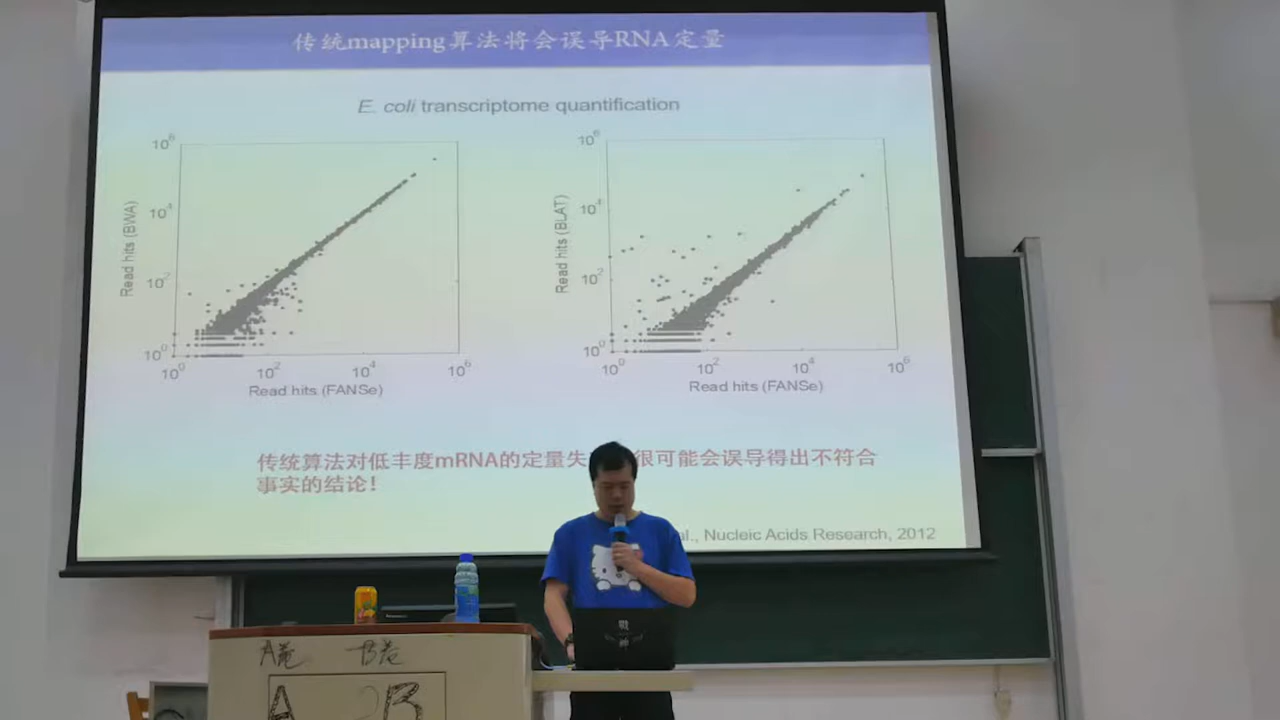 传统mapping算法将会误导RNA定量
E. coli transcriptome quantification
10⁶
10⁴
10²
10⁰
Read hits (BWA)
10⁰ 10² 10⁴ 10⁶
Read hits (FANSe)
10⁶
10⁴
10²
10⁰
Read hits (BLAT)
10⁰ 10² 10⁴ 10⁶
Read hits (FANSe)
传统算法对低丰度mRNA的定量失 很可能会误导得出不符合
事实的结论！
al., Nucleic Acids Research, 2012
A卷 B卷
A B